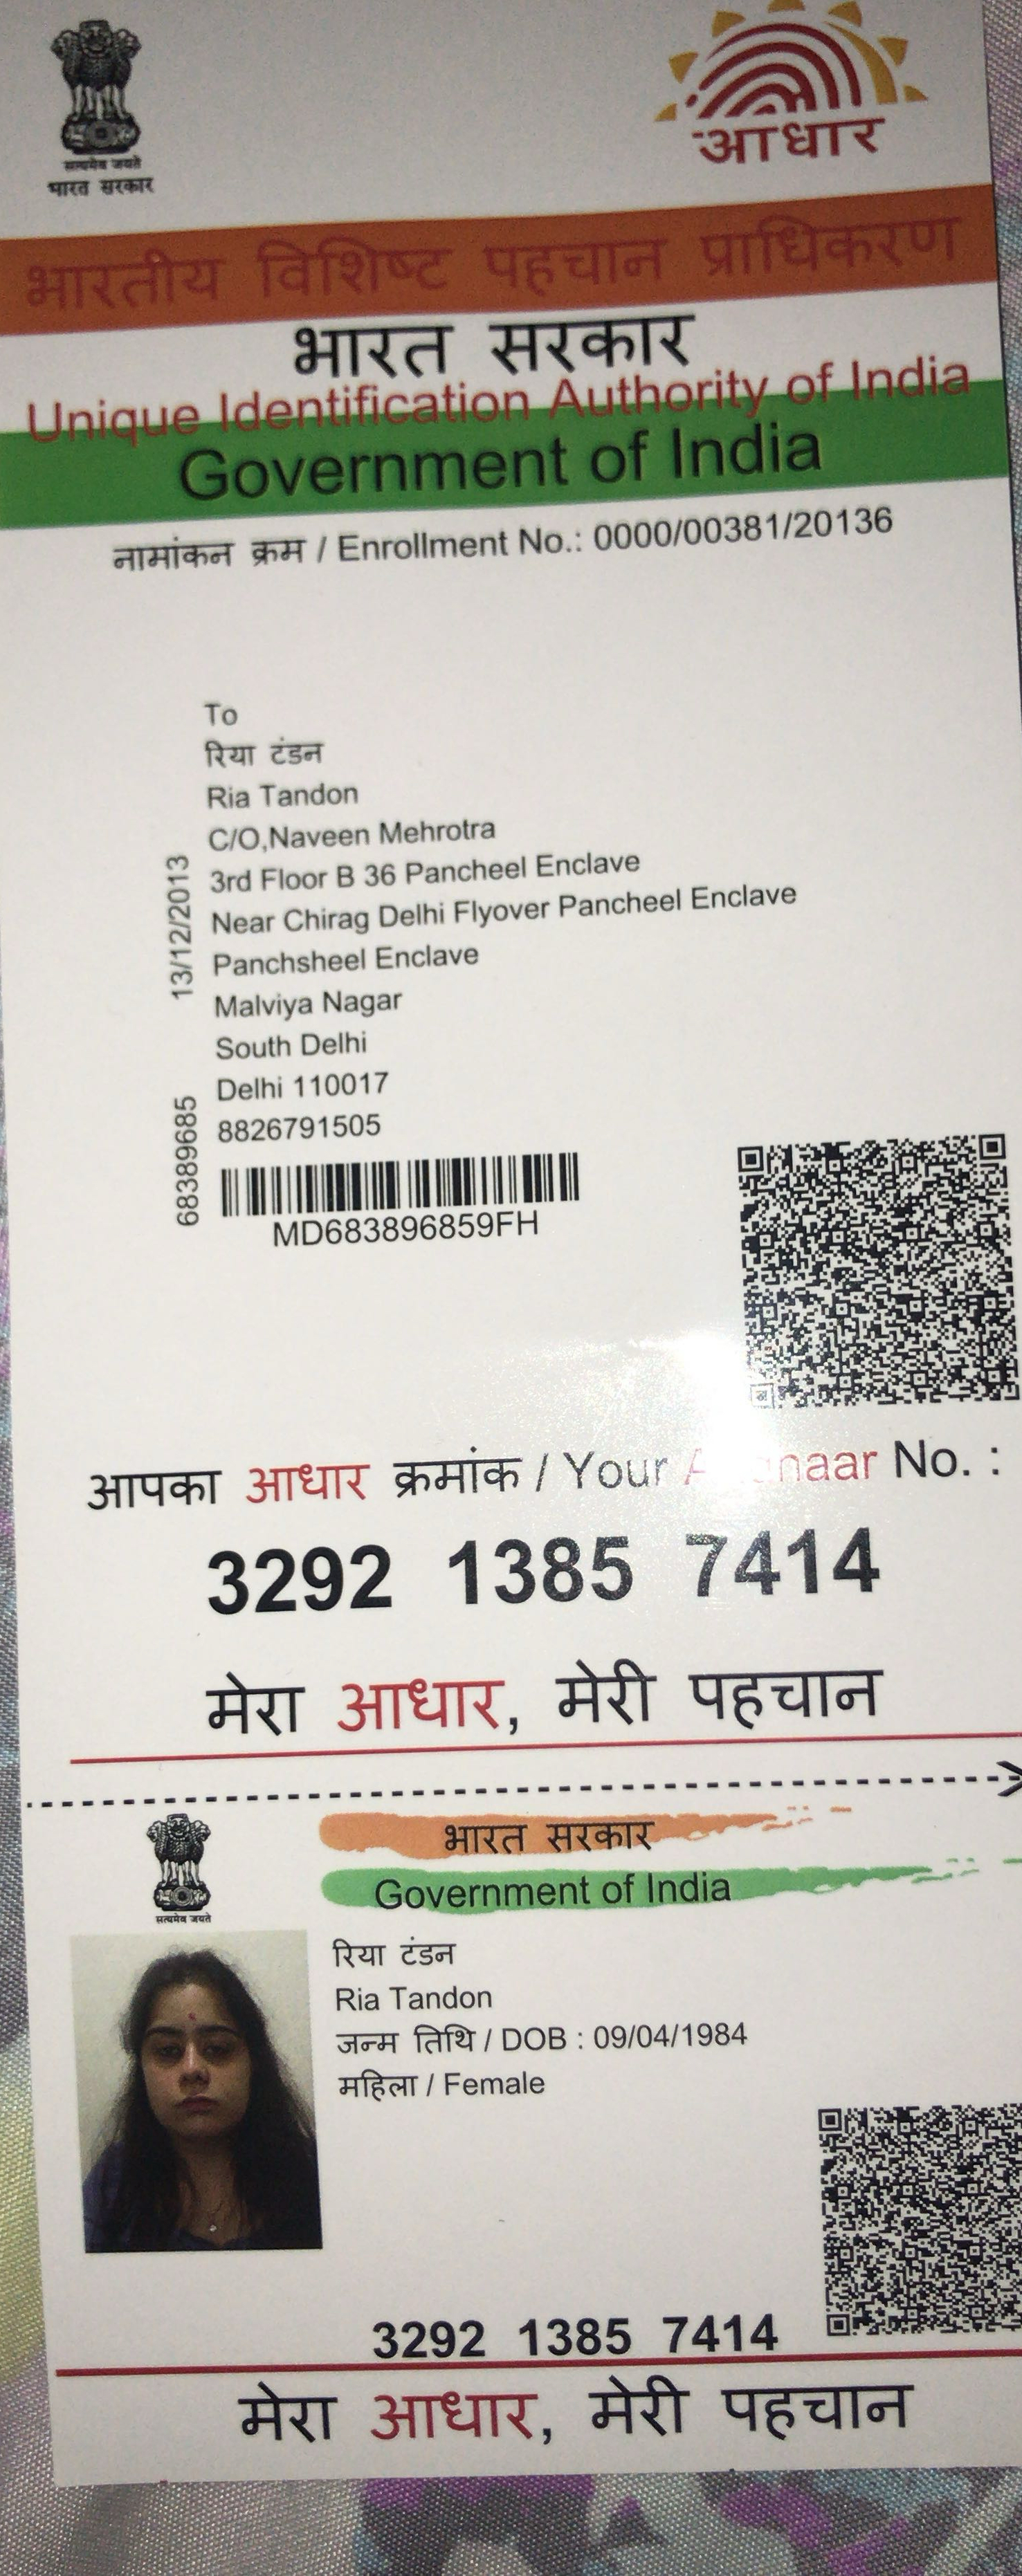 सत्यमेव जयते
भारत सरकार
आधार
भारतीय विशिष्ट पहचान प्राधिकरण
भारत सरकार
Unique Identification Authority of India
Government of India
नामांकन क्रम / Enrollment No.: 0000/00381/20136
To
रिया टंडन
Ria Tandon
C/O,Naveen Mehrotra
3rd Floor B 36 Pancheel Enclave
Near Chirag Delhi Flyover Pancheel Enclave
Panchsheel Enclave
Malviya Nagar
South Delhi
Delhi 110017
8826791505
13/12/2013
68389685
MD683896859FH
आपका आधार क्रमांक / Your No. :
3292 1385 7414
मेरा आधार, मेरी पहचान
सत्यमेव जयते
भारत सरकार
Government of India
रिया टंडन
Ria Tandon
जन्म तिथि / DOB : 09/04/1984
महिला / Female
3292 1385 7414
मेरा आधार, मेरी पहचान